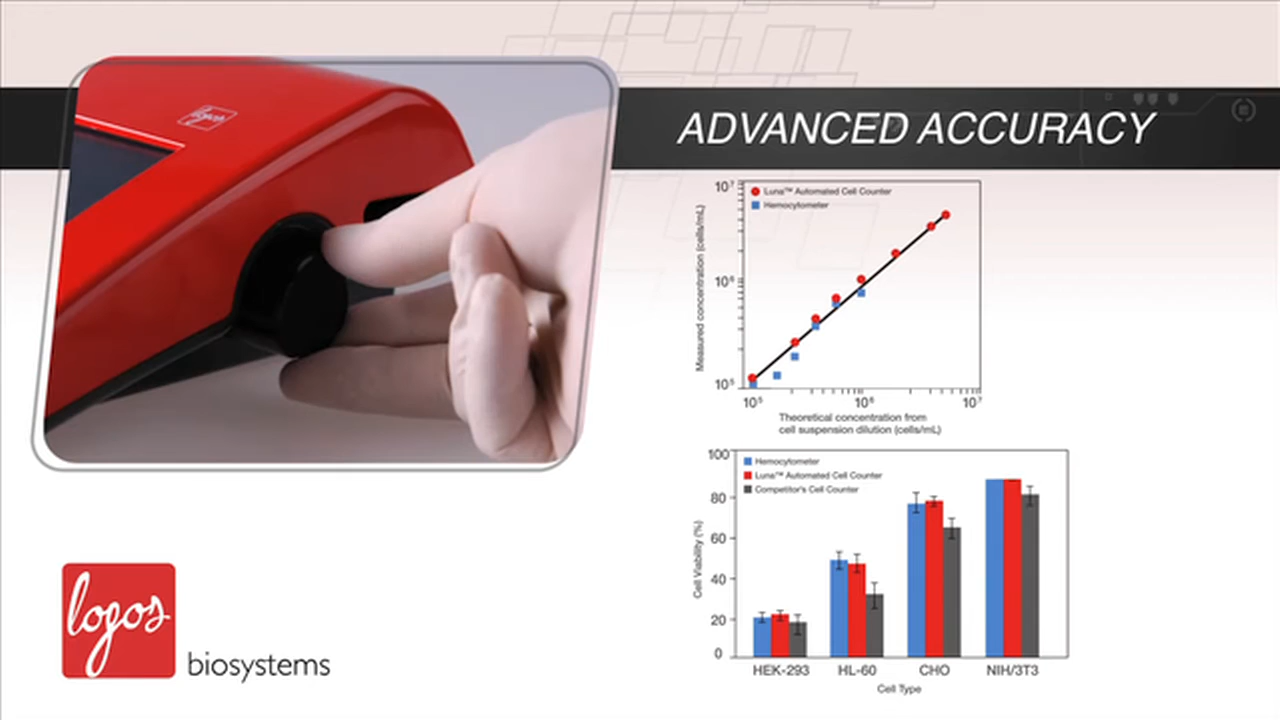 logos
ADVANCED ACCURACY
10⁷
Luna™ Automated Cell Counter
Hemocytometer
Measured concentration (cells/mL)
10⁶
10⁵
10⁵ 10⁶ 10⁷
Theoretical concentration from
cell suspension dilution (cells/mL)
100
Hemocytometer
Luna™ Automated Cell Counter
Competitor's Cell Counter
80
Cell Viability (%)
60
40
20
0
HEK-293 HL-60 CHO NIH/3T3
Cell Type
logos
biosystems